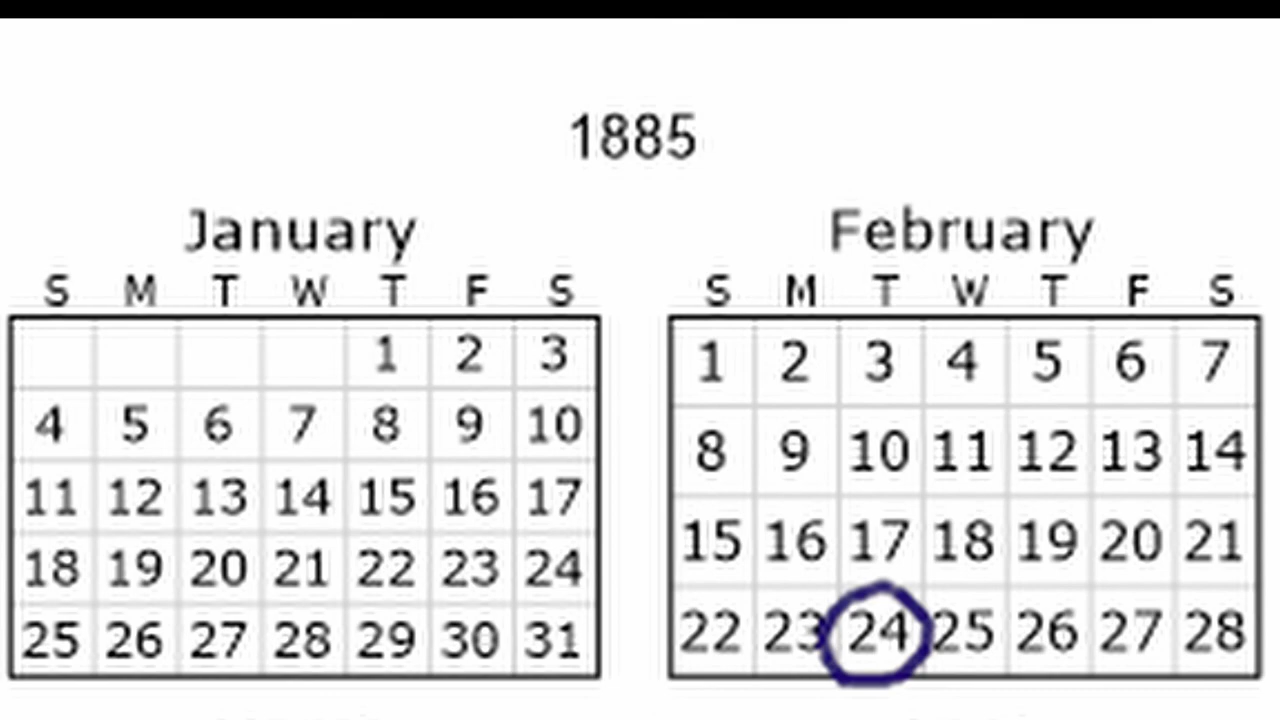 1885
January
S M T W T F S
1 2 3
4 5 6 7 8 9 10
11 12 13 14 15 16 17
18 19 20 21 22 23 24
25 26 27 28 29 30 31
February
S M T W T F S
1 2 3 4 5 6 7
8 9 10 11 12 13 14
15 16 17 18 19 20 21
22 23 24 25 26 27 28